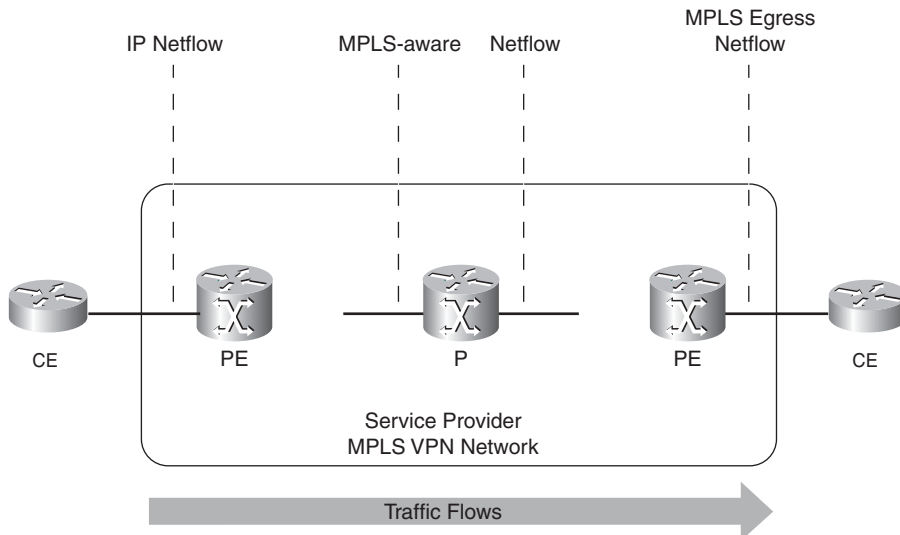 IP Netflow
MPLS-aware
Netflow
MPLS Egress
Netflow
CE
PE
P
PE
CE
Service Provider
MPLS VPN Network
Traffic Flows